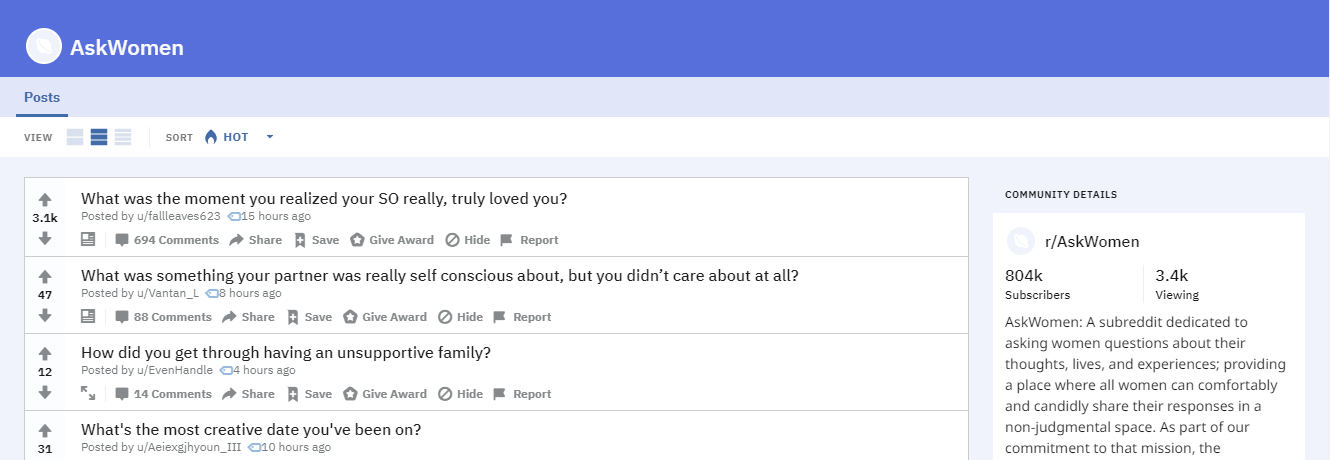 AskWomen
Posts
VIEW SORT HOT
What was the moment you realized your SO really, truly loved you?
Posted by u/fallleaves623 15 hours ago
3.1k
694 Comments Share Save Give Award Hide Report
What was something your partner was really self conscious about, but you didn’t care about at all?
Posted by u/Vantan_L 8 hours ago
47
88 Comments Share Save Give Award Hide Report
How did you get through having an unsupportive family?
Posted by u/EvenHandle 4 hours ago
12
14 Comments Share Save Give Award Hide Report
What's the most creative date you've been on?
Posted by u/Aeiexgjhyoun_III 10 hours ago
31
COMMUNITY DETAILS
r/AskWomen
804k 3.4k
Subscribers Viewing
AskWomen: A subreddit dedicated to
asking women questions about their
thoughts, lives, and experiences; providing
a place where all women can comfortably
and candidly share their responses in a
non-judgmental space. As part of our
commitment to that mission, the